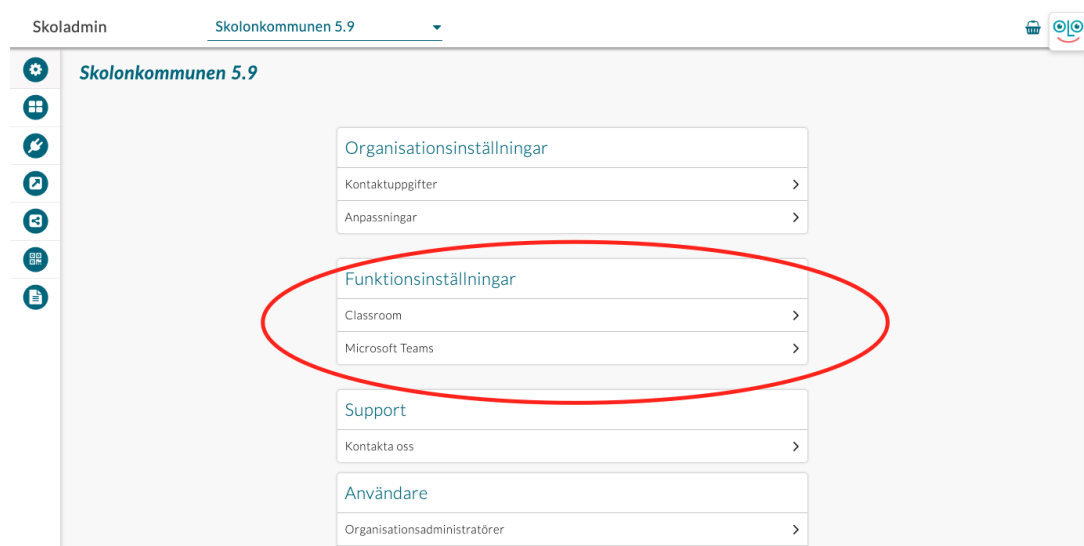 Skoladmin
Skolonkommunen 5.9
Skolonkommunen 5.9
Organisationsinställningar
Kontaktuppgifter
Anpassningar
Funktionsinställningar
Classroom
Microsoft Teams
Support
Kontakta oss
Användare
Organisationsadministratörer